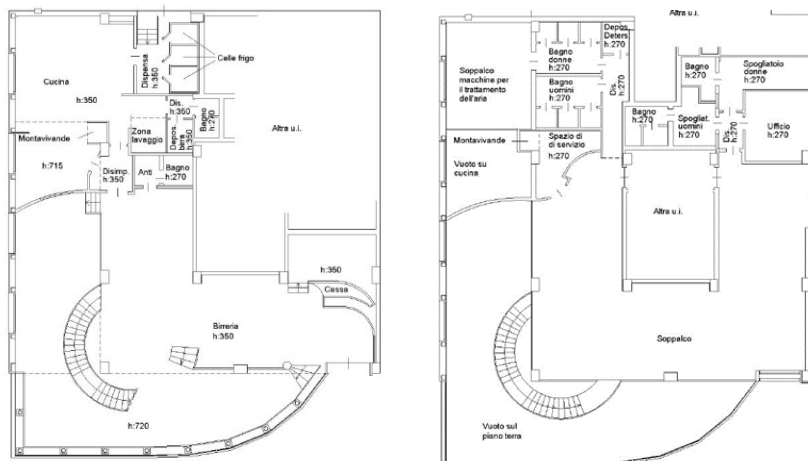 Cucina
h:350
Dispensa
h:350
Celle frigo
Dis.
h:350
Bagno
h:270
Depos.
birra
h:350
Zona
lavaggio
Montavivande
h:715
Disimp.
h:350
Anti
Bagno
h:270
Altra u.i.
h:350
Cassa
Birreria
h:350
h:720
Altra u.i.
Soppalco
macchine per
il trattamento
dell'aria
Bagno
donne
h:270
Depos.
Deters.
h:270
Bagno
uomini
h:270
Dis.
h:270
Bagno
h:270
Spogliatoio
donne
h:270
Bagno
h:270
Spogliat.
uomini
h:270
Dis.
h:270
Ufficio
h:270
Montavivande
Spazio di
di servizio
h:270
Vuoto su
cucina
Altra u.i.
Soppalco
Vuoto sul
piano terra